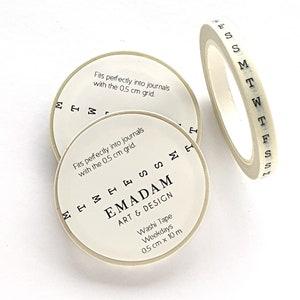 Fits perfectly into journals
with the 0.5 cm grid.
M T W T F S S M T
Fits perfectly into journals
with the 0.5 cm grid.
M T W T F S S M T
EMADAM
ART & DESIGN
Washi Tape
Weekdays
0.5 cm x 10 m
S S M T W T F S S M